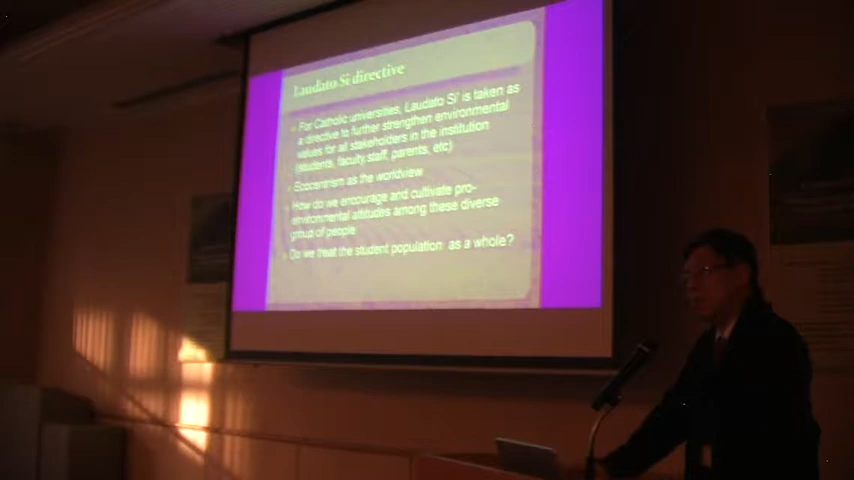 Laudato Si directive
For Catholic universities, Laudato Si' is taken as
a directive to further strengthen environmental
values for all stakeholders in the institution
(students, faculty,staff, parents, etc)
Ecocentrism as the worldview
How do we encourage and cultivate pro-
environmental attitudes among these diverse
group of people
Do we treat the student population as a whole?